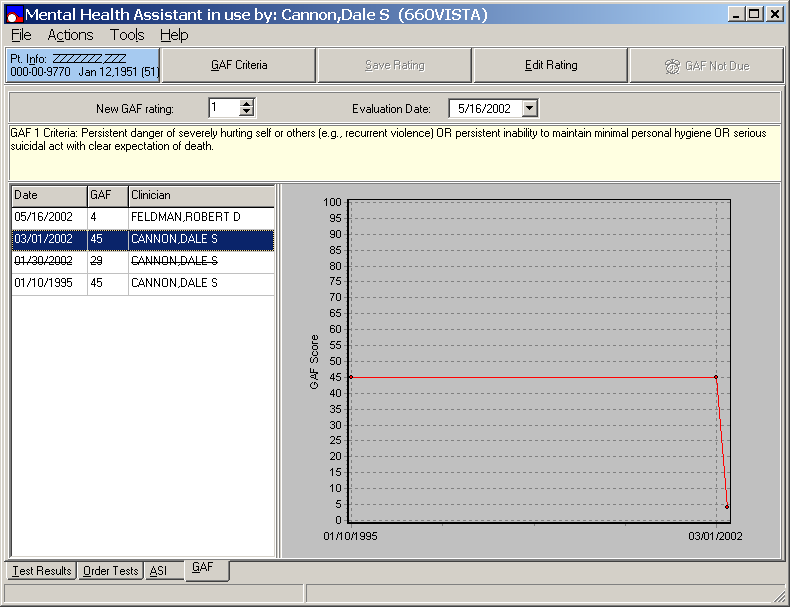 Mental Health Assistant in use by: Cannon,Dale S (660VISTA)
File Actions Tools Help
Pt. Info: ZZZZZZZZ,ZZZ
000-00-9770 Jan 12,1951 (51)
GAF Criteria
Save Rating
Edit Rating
GAF Not Due
New GAF rating: 1
Evaluation Date: 5/16/2002
GAF 1 Criteria: Persistent danger of severely hurting self or others (e.g., recurrent violence) OR persistent inability to maintain minimal personal hygiene OR serious
suicidal act with clear expectation of death.
Date GAF Clinician
05/16/2002 4 FELDMAN,ROBERT D
03/01/2002 45 CANNON,DALE S
01/30/2002 29 CANNON,DALE S
01/10/1995 45 CANNON,DALE S
GAF Score
100
95
90
85
80
75
70
65
60
55
50
45
40
35
30
25
20
15
10
5
0
01/10/1995 03/01/2002
Test Results Order Tests ASI GAF